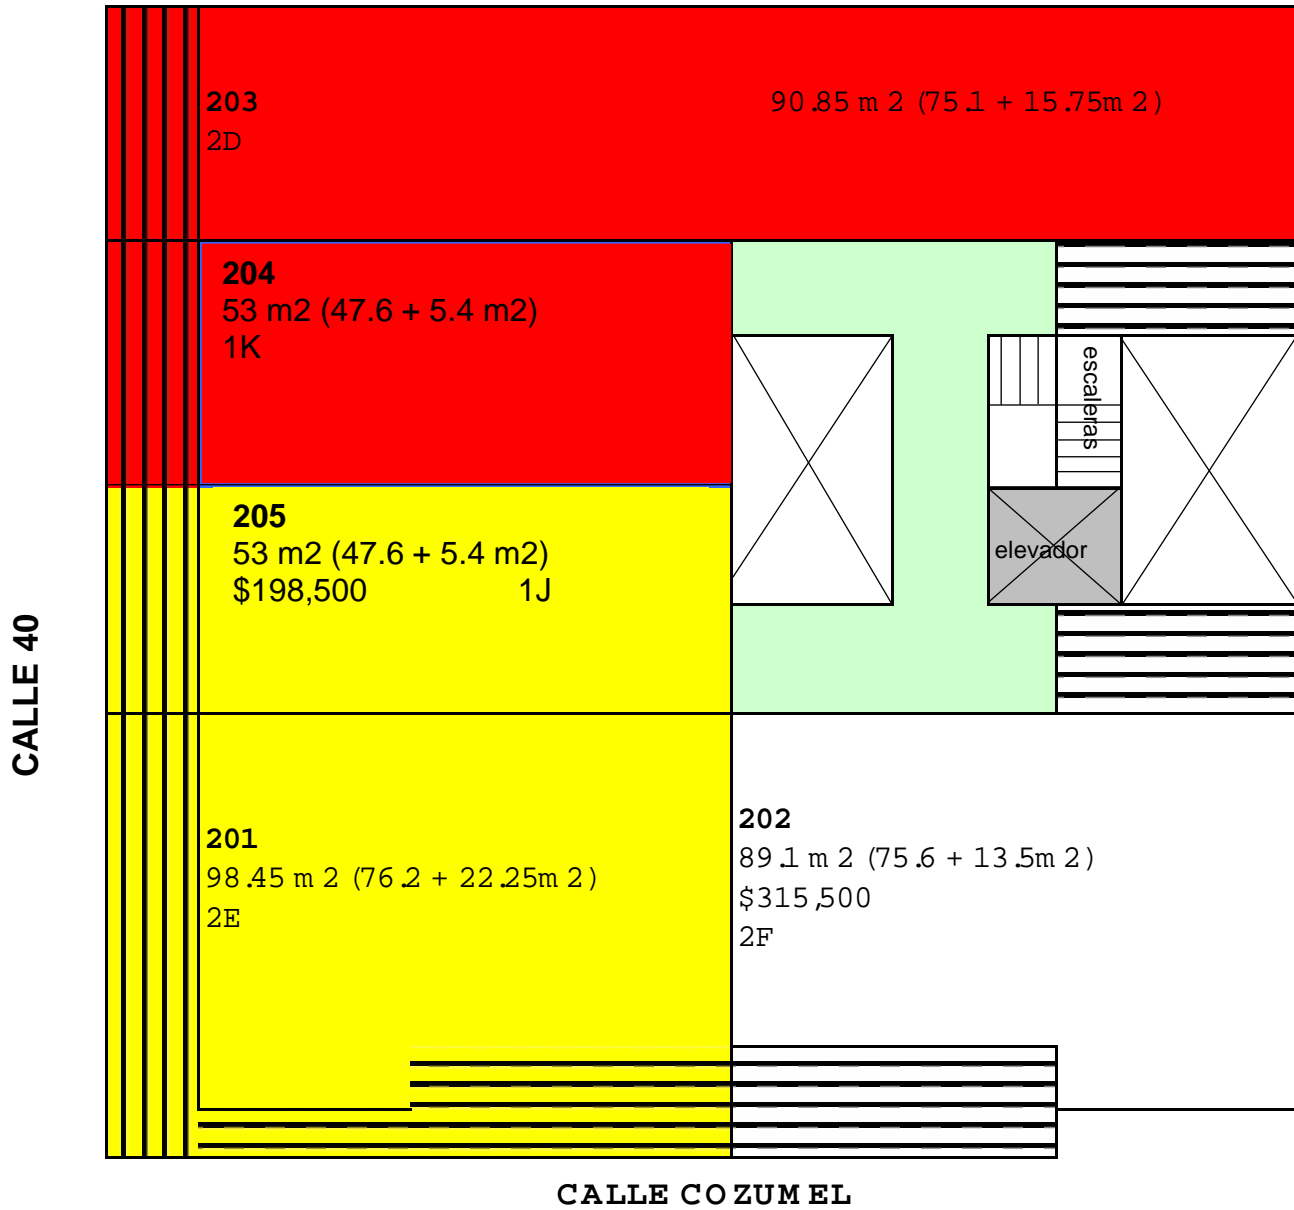 203
90.85 m2 (75.1 + 15.75m2)
2D
204
53 m2 (47.6 + 5.4 m2)
1K
escaleras
205
53 m2 (47.6 + 5.4 m2)
$198,500 1J
elevador
CALLE 40
201
98.45 m2 (76.2 + 22.25m2)
2E
202
89.1 m2 (75.6 + 13.5m2)
$315,500
2F
CALLE COZUMEL